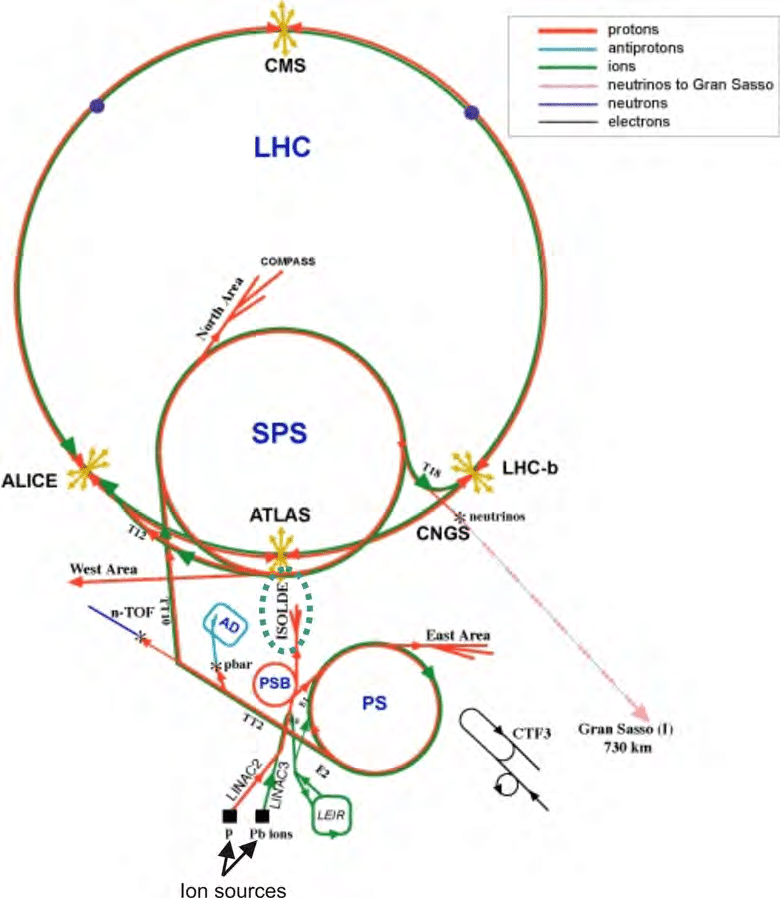 protons
antiprotons
ions
neutrinos to Gran Sasso
neutrons
electrons
CMS
LHC
COMPASS
North Area
SPS
ALICE
T18
LHC-b
ATLAS
neutrinos
CNGS
T12
West Area
n-TOF
TT10
AD
ISOLDE
pbar
East Area
PSB
PS
E1
TT2
E2
CTF3
Gran Sasso (I)
730 km
LINAC2
LINAC3
LEIR
P
Pb ions
Ion sources